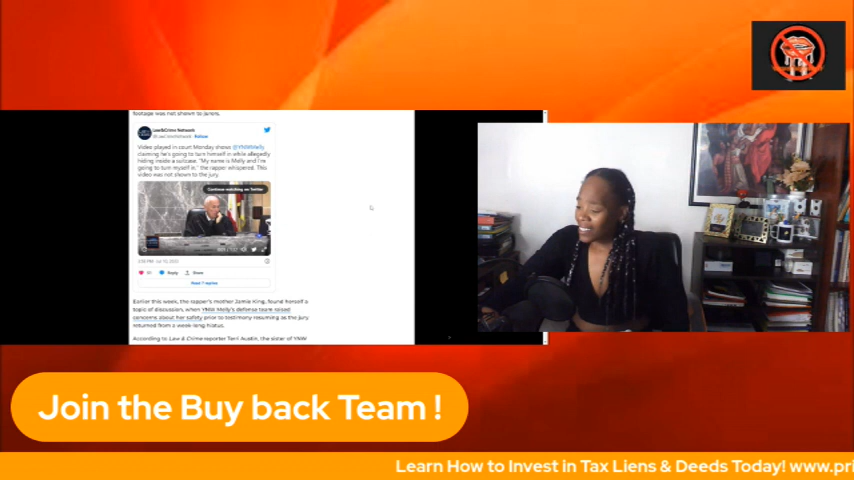 footage was not shown to jurors.
Law&Crime Network
Follow
Video played in court Monday shows @YNWMelly
claiming he's going to turn himself in while allegedly
hiding inside a suitcase. "My name is Melly and I'm
going to turn myself in," the rapper whispered. This
video was not shown to the jury.
Continue watching on Twitter
Reply
Share
Read 7 replies
Earlier this week, the rapper's mother Jamie King, found herself a
topic of discussion, when YNW Melly's defense team raised
concerns about her safety prior to testimony resuming as the jury
returned from a week-long hiatus.
According to Law & Crime reporter Terri Austin, the sister of YNW
Join the Buy back Team !
Learn How to Invest in Tax Liens & Deeds Today! www.pri